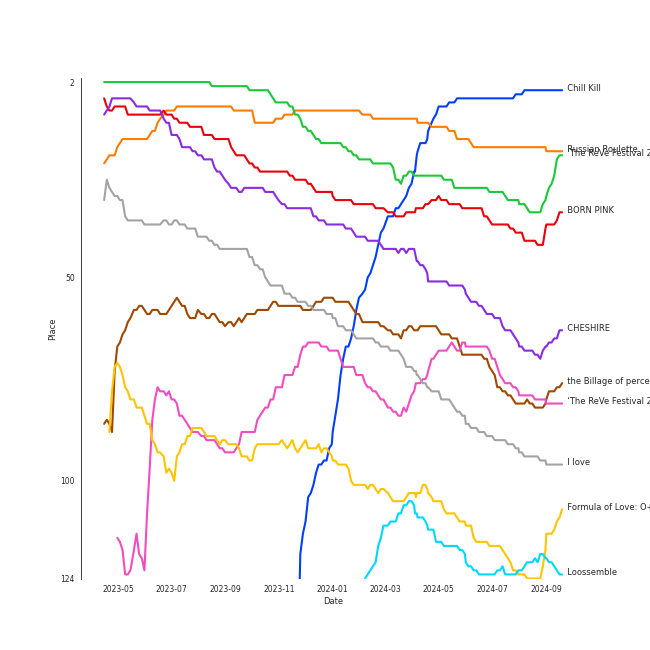 2
Chill Kill
Russian Roulette
'The ReVe Festival 2
BORN PINK
50
Place
CHESHIRE
the Billage of perce
'The ReVe Festival 2
I love
100
Formula of Love: O+
Loossemble
124
2023-05 2023-07 2023-09 2023-11 2024-01 2024-03 2024-05 2024-07 2024-09
Date